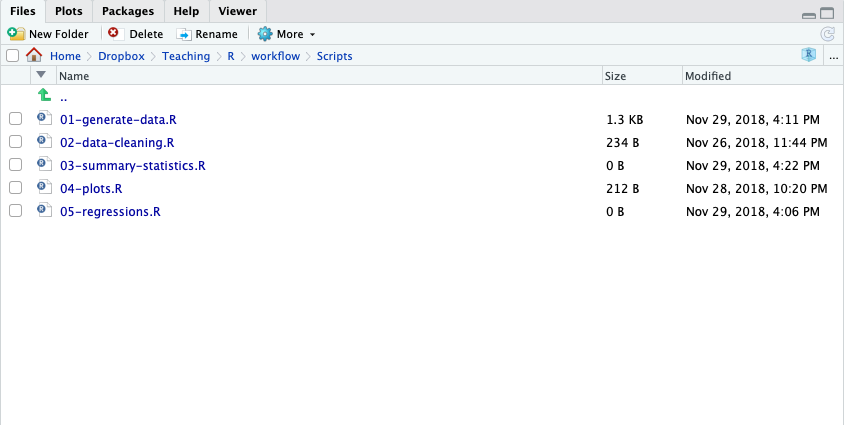 Files Plots Packages Help Viewer
New Folder Delete Rename More
Home Dropbox Teaching R workflow Scripts R ...
Name Size Modified
..
01-generate-data.R 1.3 KB Nov 29, 2018, 4:11 PM
02-data-cleaning.R 234 B Nov 26, 2018, 11:44 PM
03-summary-statistics.R 0 B Nov 29, 2018, 4:22 PM
04-plots.R 212 B Nov 28, 2018, 10:20 PM
05-regressions.R 0 B Nov 29, 2018, 4:06 PM